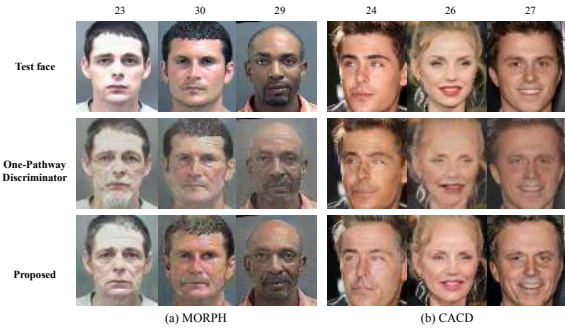 23 30 29 24 26 27
Test face
One-Pathway
Discriminator
Proposed
(a) MORPH (b) CACD